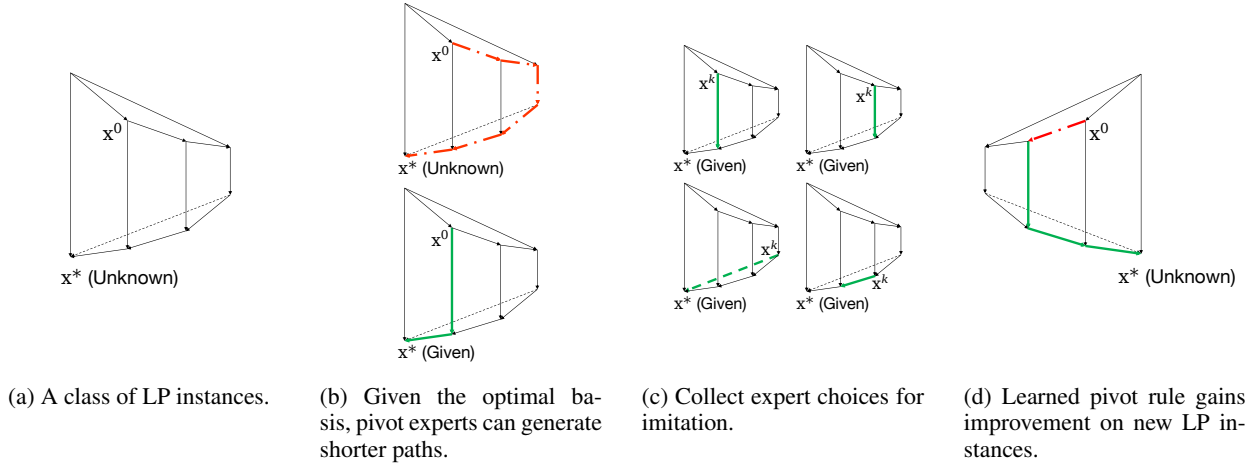 x⁰
x* (Unknown)
x⁰
x* (Unknown)
x⁰
x* (Given)
xᵏ
x* (Given)
xᵏ
x* (Given)
xᵏ
x* (Given)
xᵏ
x* (Given)
x⁰
x* (Unknown)
(a) A class of LP instances.
(b) Given the optimal ba-
sis, pivot experts can generate
shorter paths.
(c) Collect expert choices for
imitation.
(d) Learned pivot rule gains
improvement on new LP in-
stances.